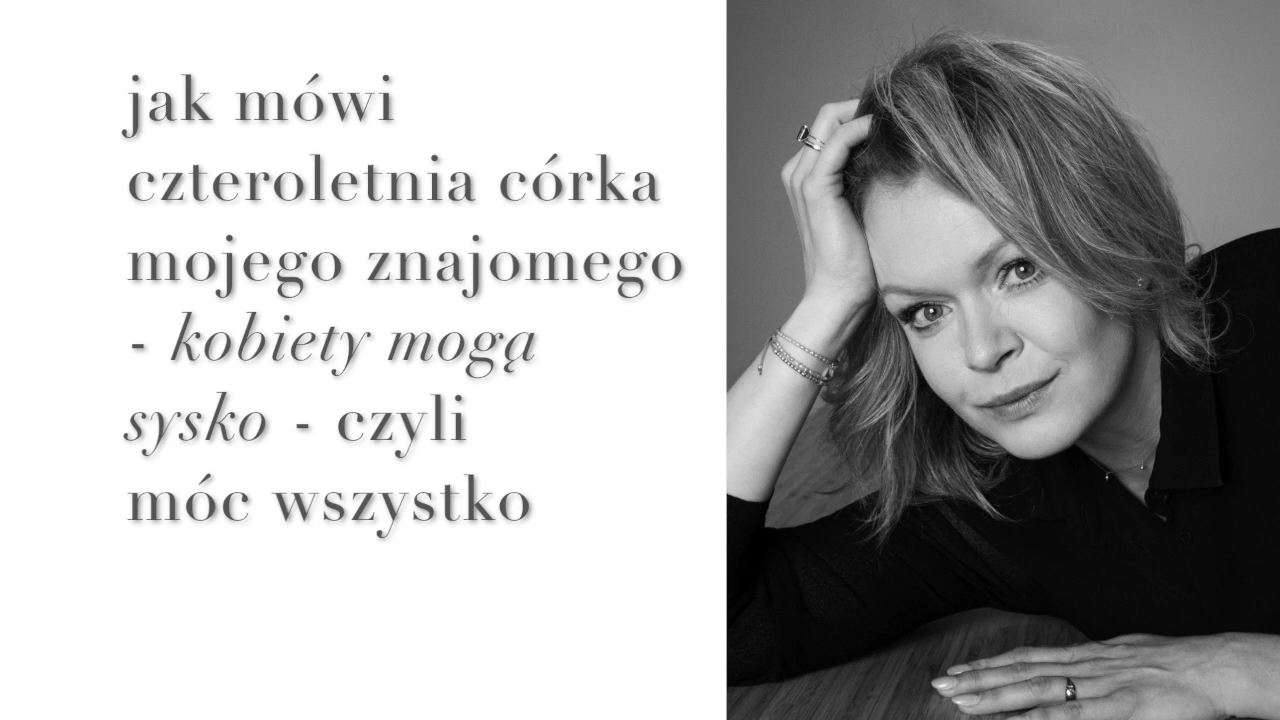 jak mówi
czteroletnia córka
mojego znajomego
- kobiety mogą
sysko - czyli
móc wszystko